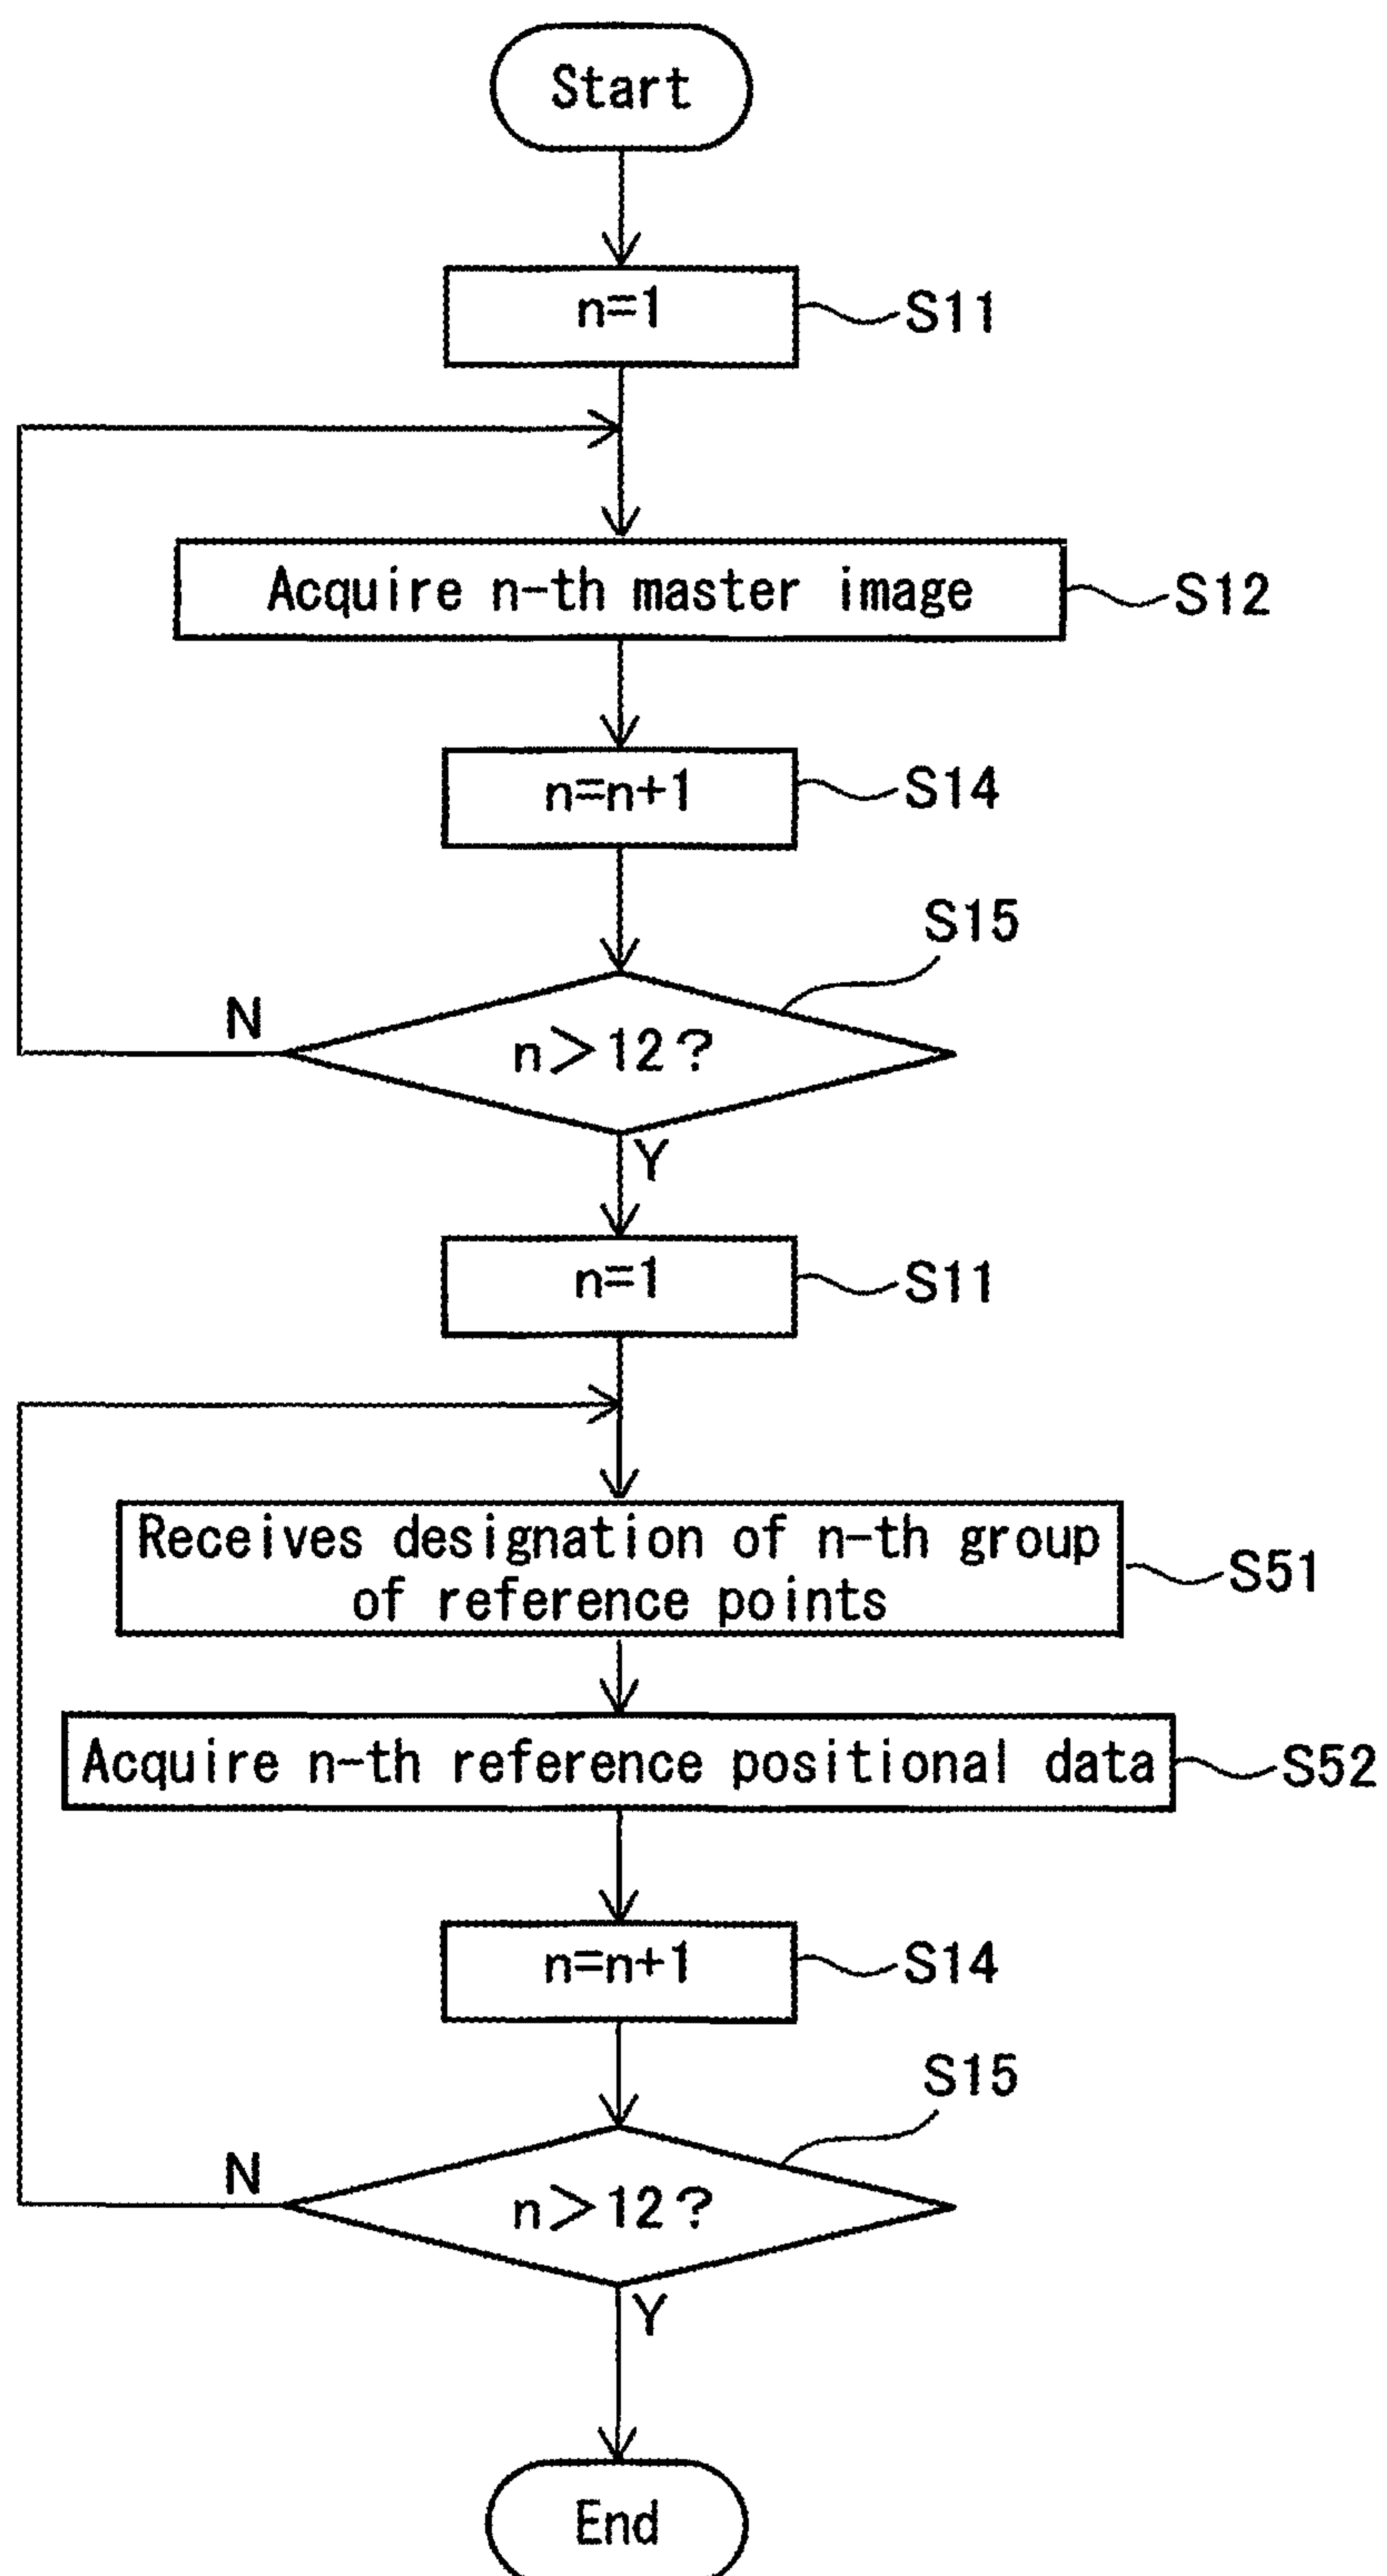 Start
n=1
S11
Acquire n-th master image
S12
n=n+1
S14
S15
N
n＞12?
Y
n=1
S11
Receives designation of n-th group
of reference points
S51
Acquire n-th reference positional data
S52
n=n+1
S14
S15
N
n＞12?
Y
End